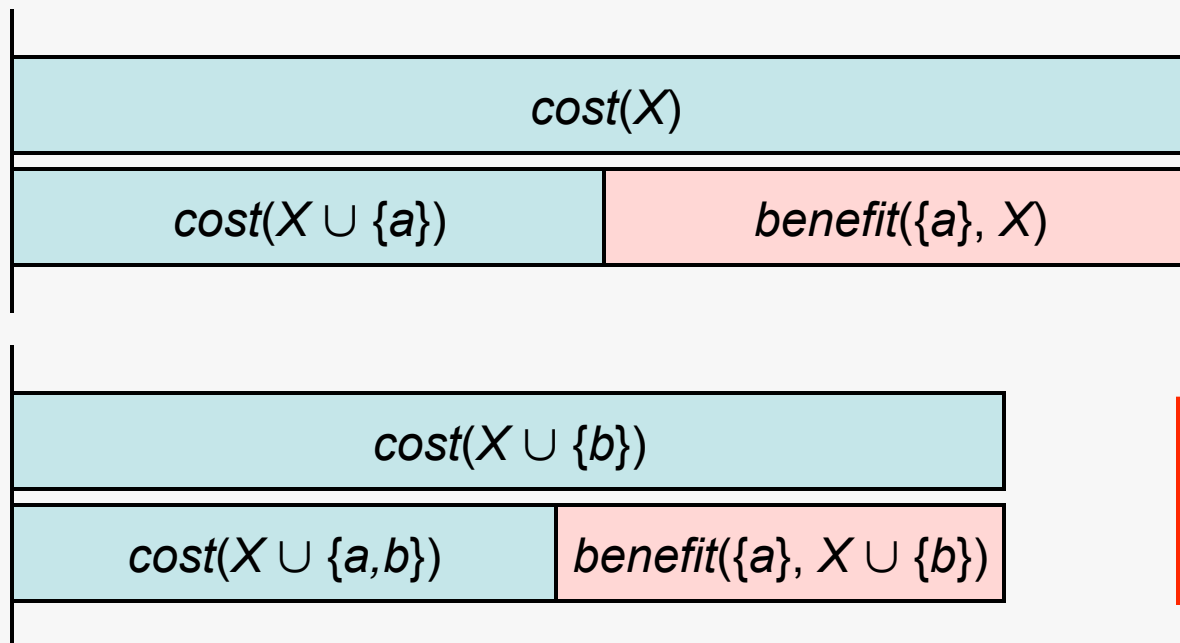 cost(X)
cost(X ∪ {a}) benefit({a}, X)
cost(X ∪ {b})
cost(X ∪ {a,b}) benefit({a}, X ∪ {b})